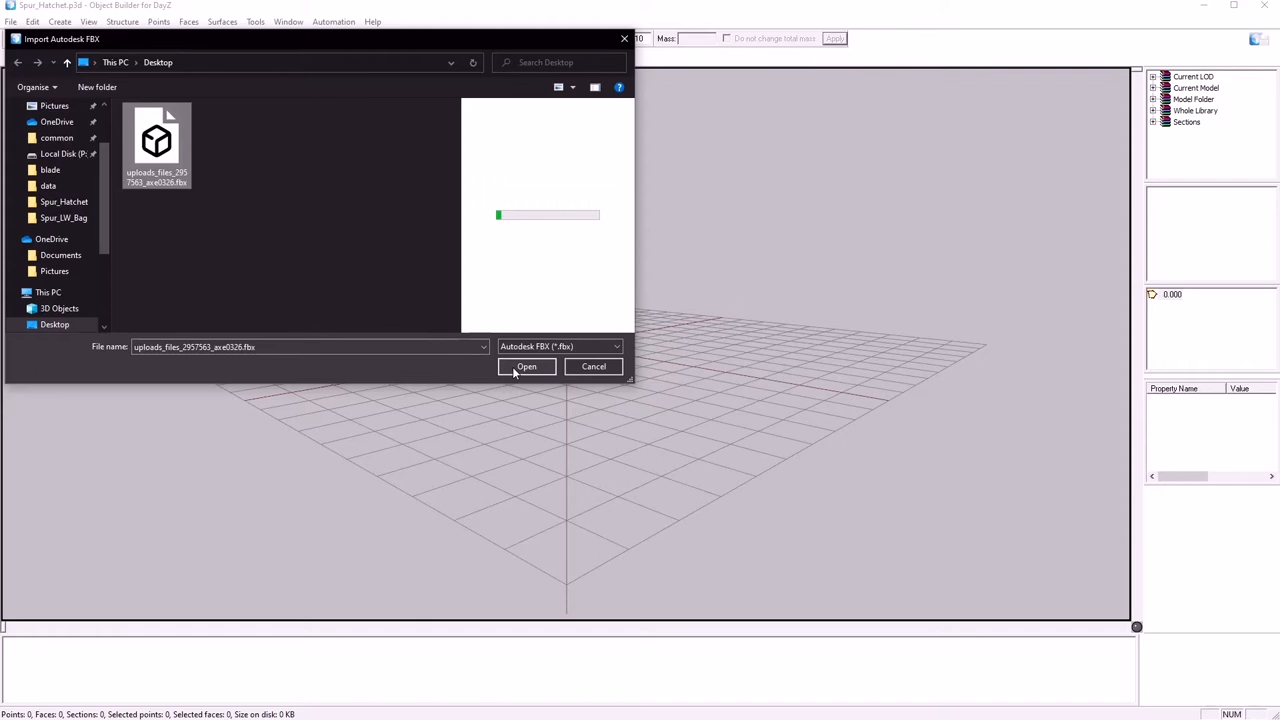 Spur_Hatchet.p3d - Object Builder for DayZ
File Edit Create View Structure Points Faces Surfaces Tools Window Automation Help
Import Autodesk FBX
10 Mass: Do not change total mass Apply
This PC Desktop Search Desktop
Organise New folder
Pictures
OneDrive
common
Local Disk (P:
blade
data
Spur_Hatchet
Spur_LW_Bag
OneDrive
Documents
Pictures
This PC
3D Objects
Desktop
uploads_files_295
7563_axe0326.fbx
File name: uploads_files_2957563_axe0326.fbx Autodesk FBX (*.fbx)
Open Cancel
Current LOD
Current Model
Model Folder
Whole Library
Sections
0.000
Property Name Value
Points: 0, Faces: 0, Sections: 0, Selected points: 0, Selected faces: 0, Size on disk: 0 KB
NUM